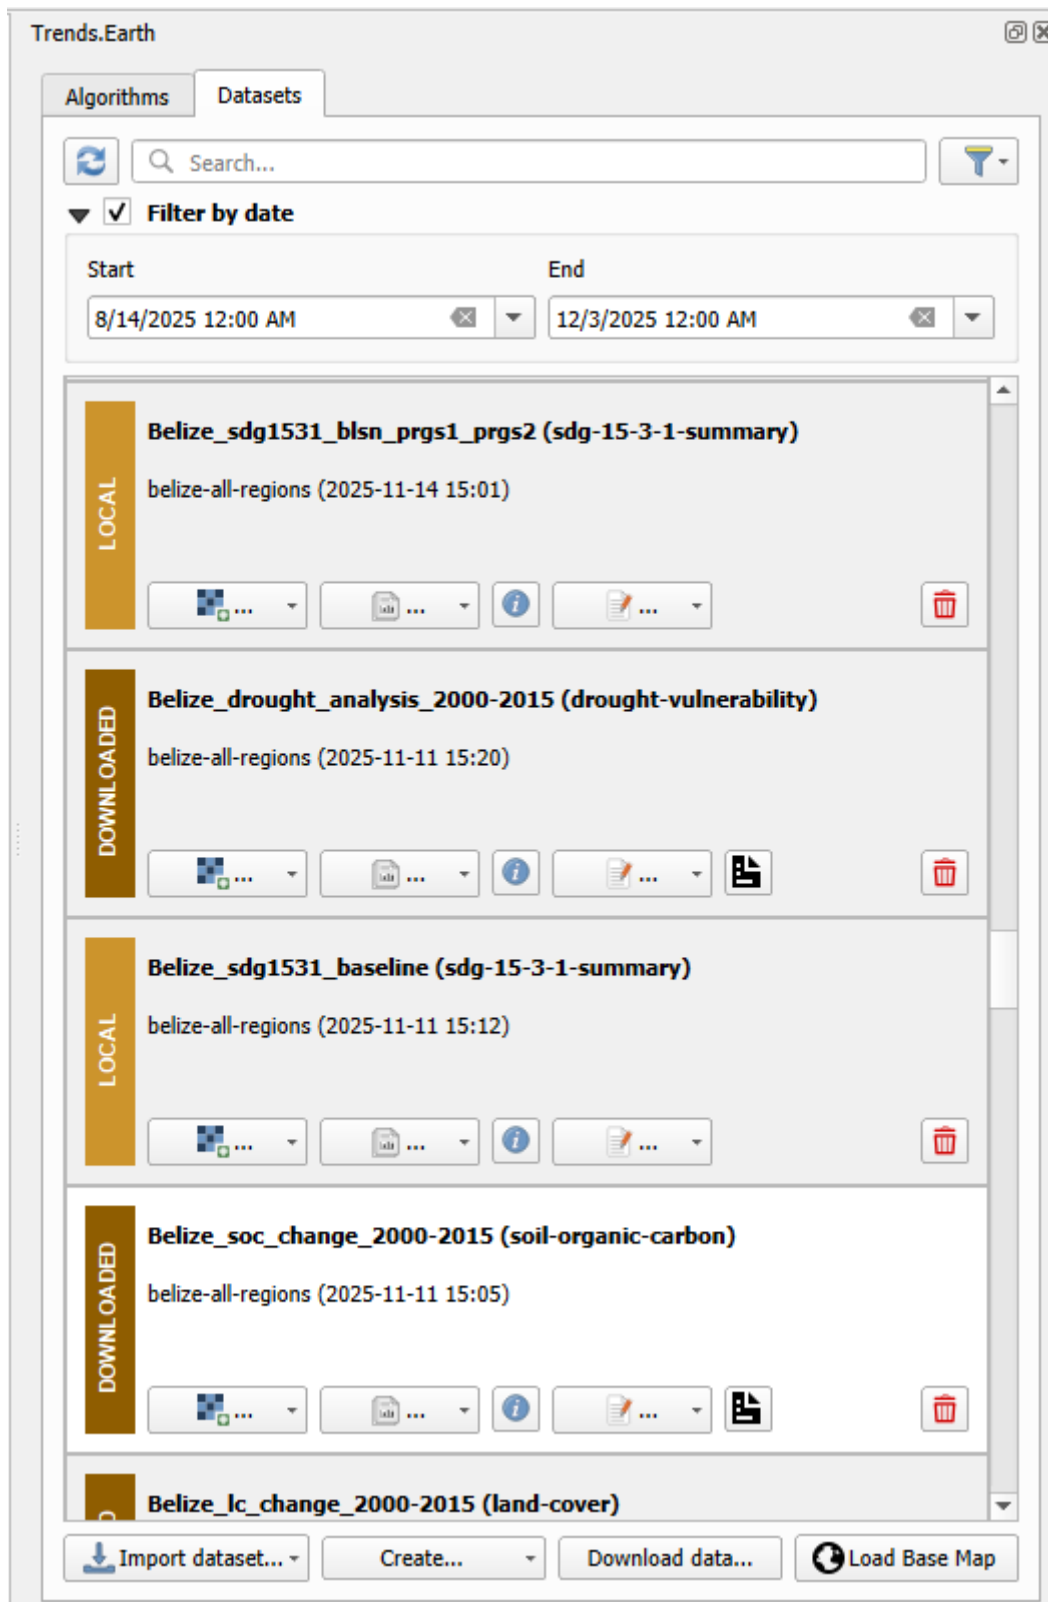 Trends.Earth
Algorithms
Datasets
Search...
Filter by date
Start
End
8/14/2025 12:00 AM
12/3/2025 12:00 AM
LOCAL
Belize_sdg1531_blsn_prgs1_prgs2 (sdg-15-3-1-summary)
belize-all-regions (2025-11-14 15:01)
...
...
...
DOWNLOADED
Belize_drought_analysis_2000-2015 (drought-vulnerability)
belize-all-regions (2025-11-11 15:20)
...
...
...
LOCAL
Belize_sdg1531_baseline (sdg-15-3-1-summary)
belize-all-regions (2025-11-11 15:12)
...
...
...
DOWNLOADED
Belize_soc_change_2000-2015 (soil-organic-carbon)
belize-all-regions (2025-11-11 15:05)
...
...
...
Belize_lc_change_2000-2015 (land-cover)
Import dataset...
Create...
Download data...
Load Base Map